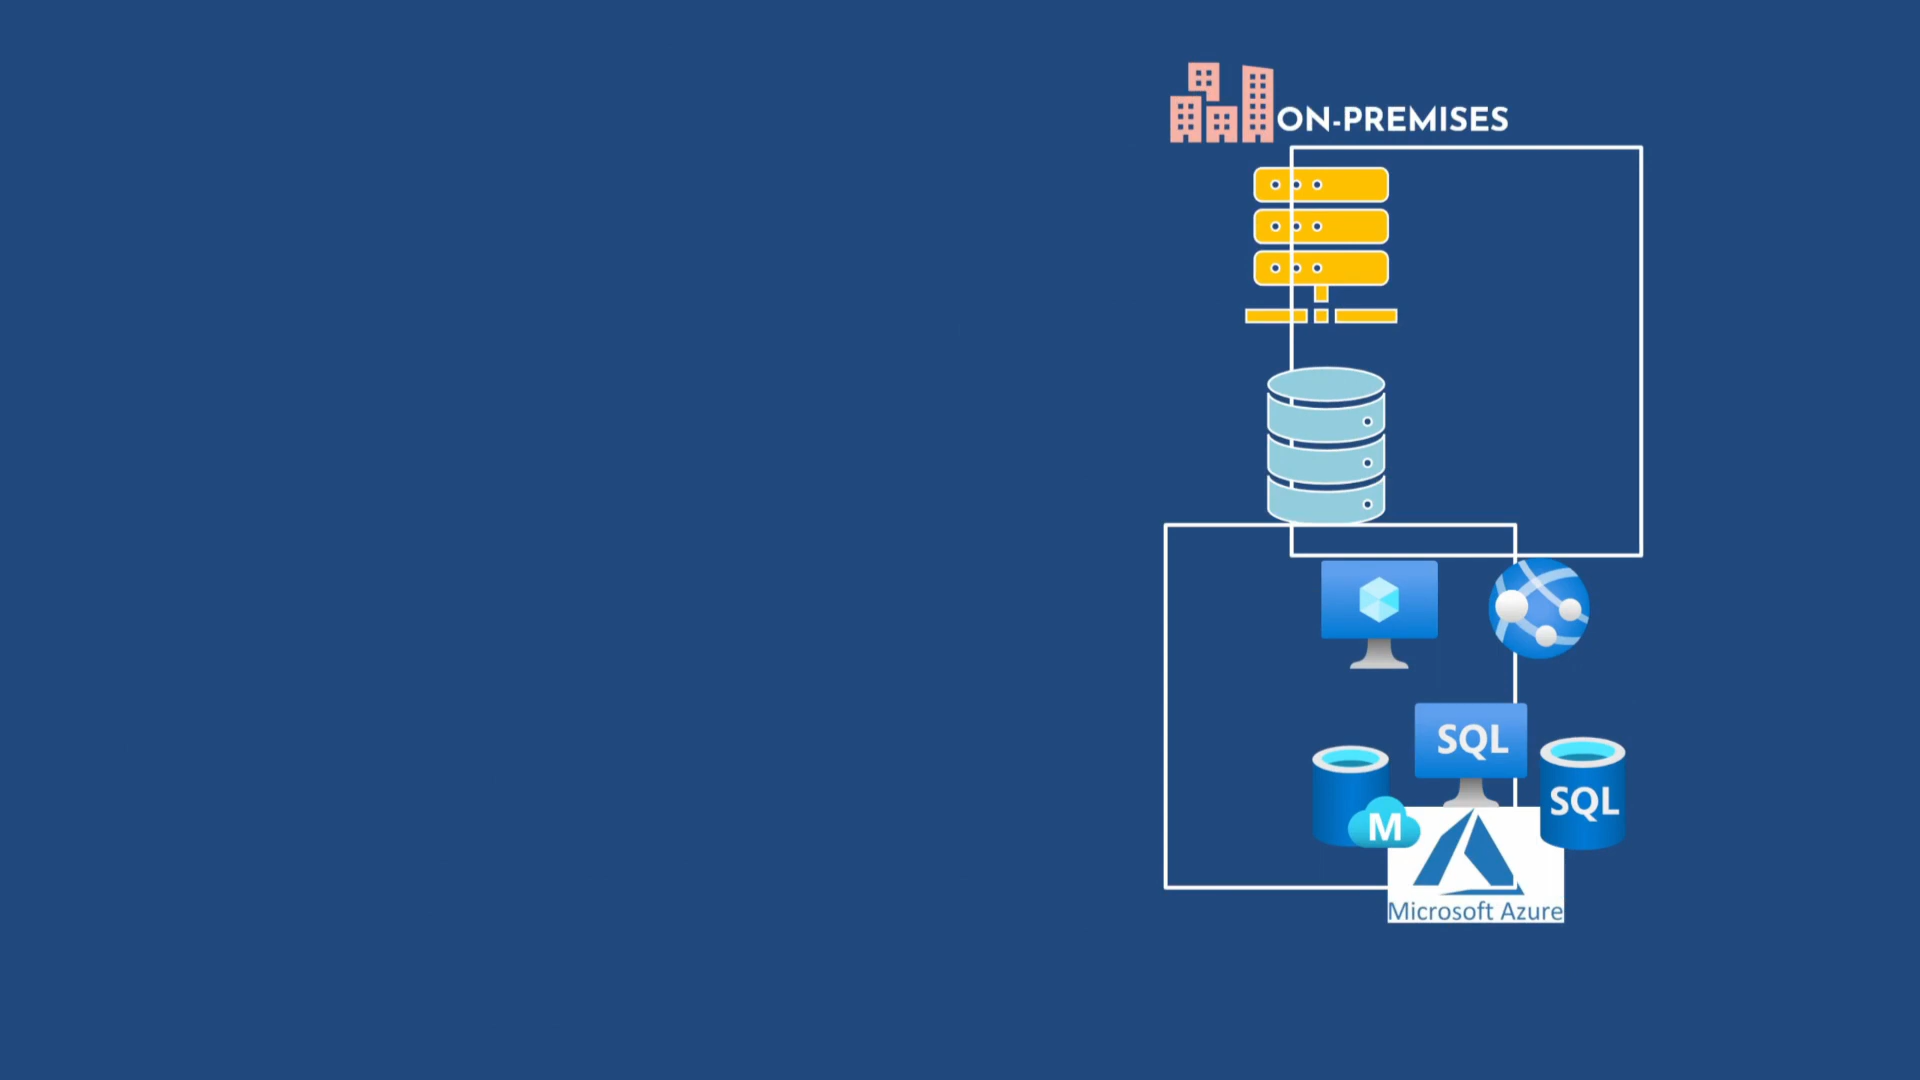 ON-PREMISES
SQL
SQL
M
Microsoft Azure